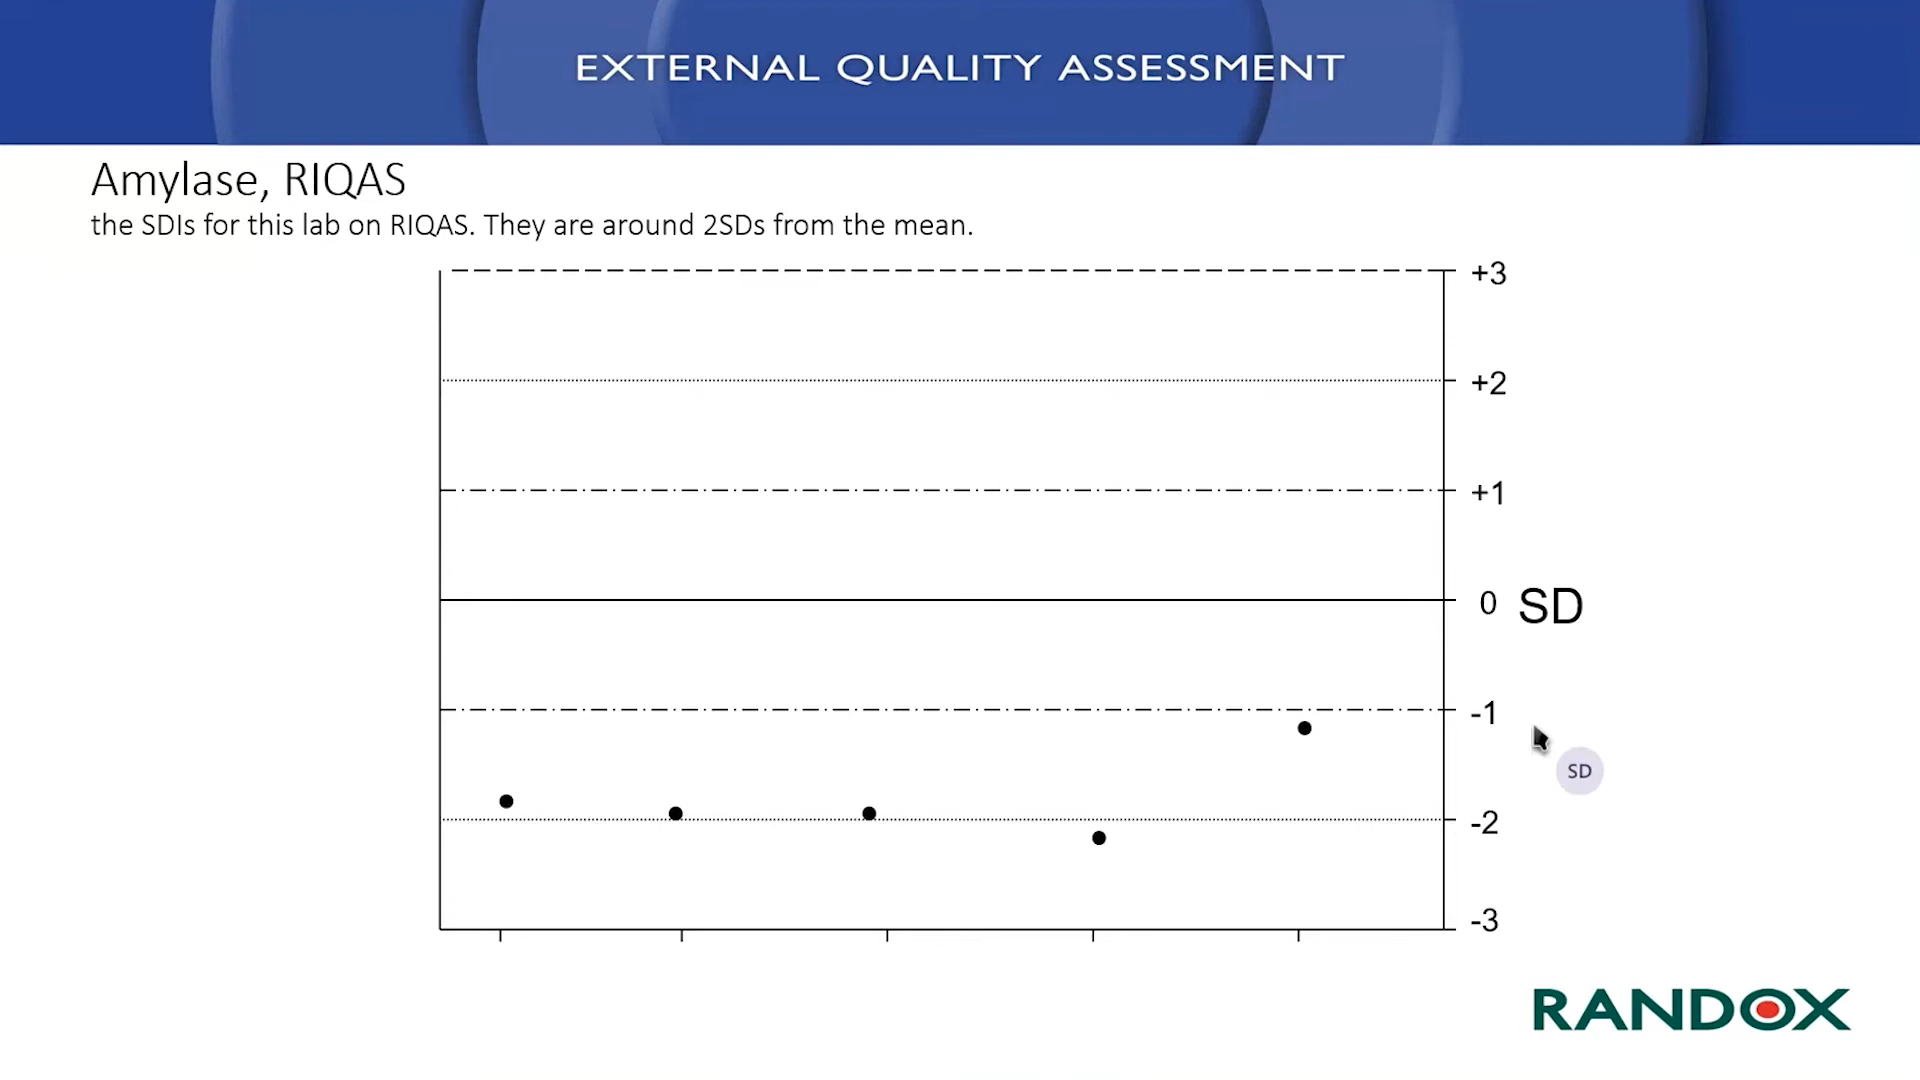 EXTERNAL QUALITY ASSESSMENT
Amylase, RIQAS
the SDIs for this lab on RIQAS. They are around 2SDs from the mean.
+3
+2
+1
0 SD
-1
SD
-2
-3
RANDOX